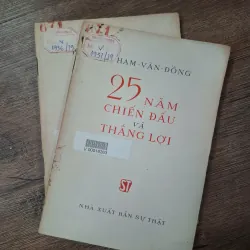 PHẠM-VĂN-ĐỒNG
25 NĂM
CHIẾN ĐẤU
VÀ
THẮNG LỢI
ST
NHÀ XUẤT BẢN SỰ THẬT